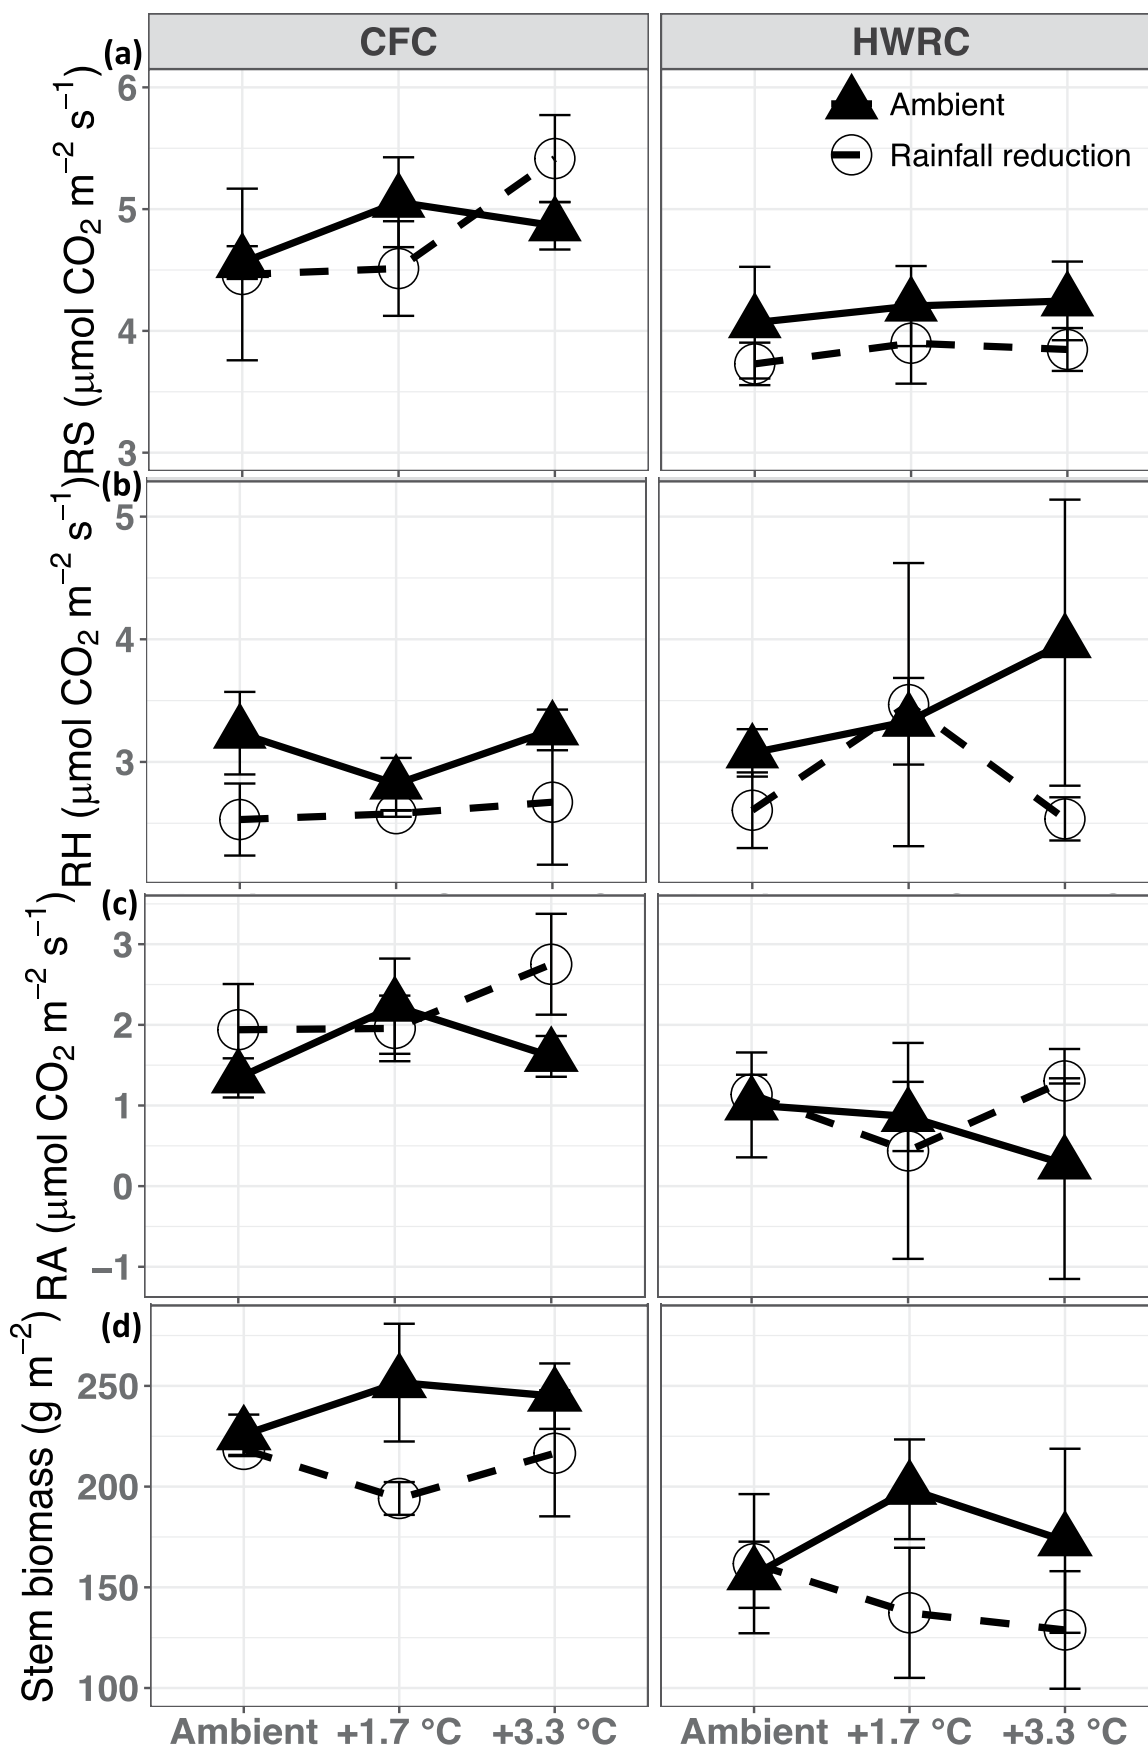 CFC
HWRC
(a)
RS (μmol CO₂ m⁻² s⁻¹)
6
5
4
3
Ambient
Rainfall reduction
(b)
RH (μmol CO₂ m⁻² s⁻¹)
5
4
3
(c)
RA (μmol CO₂ m⁻² s⁻¹)
3
2
1
0
−1
(d)
Stem biomass (g m⁻²)
250
200
150
100
Ambient +1.7 °C +3.3 °C
Ambient +1.7 °C +3.3 °C